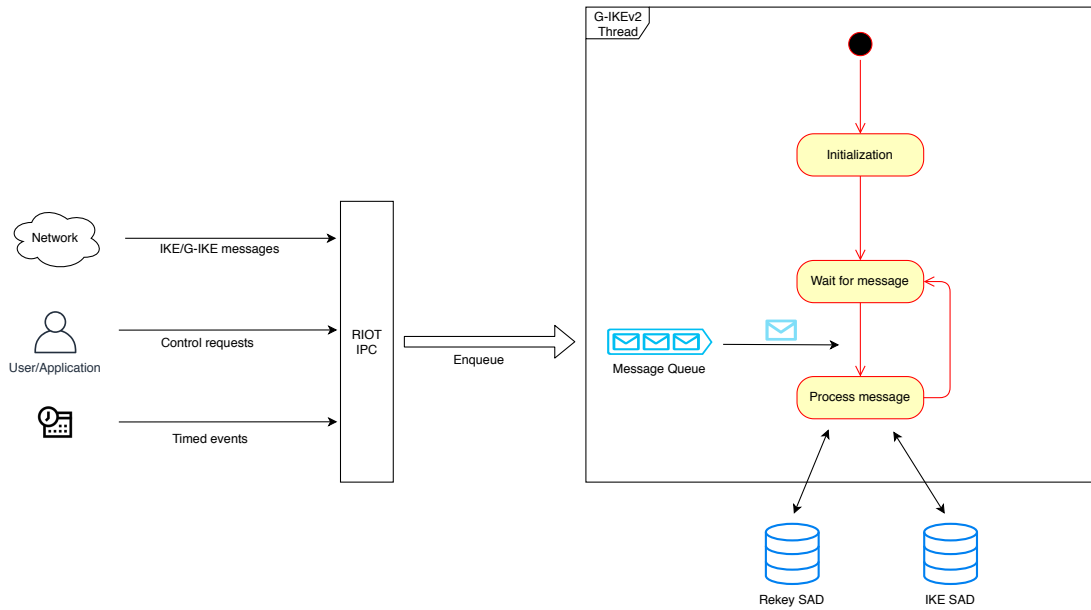 G-IKEv2
Thread
Initialization
Network
IKE/G-IKE messages
Wait for message
RIOT
IPC
Control requests
User/Application
Enqueue
Message Queue
Process message
Timed events
Rekey SAD
IKE SAD